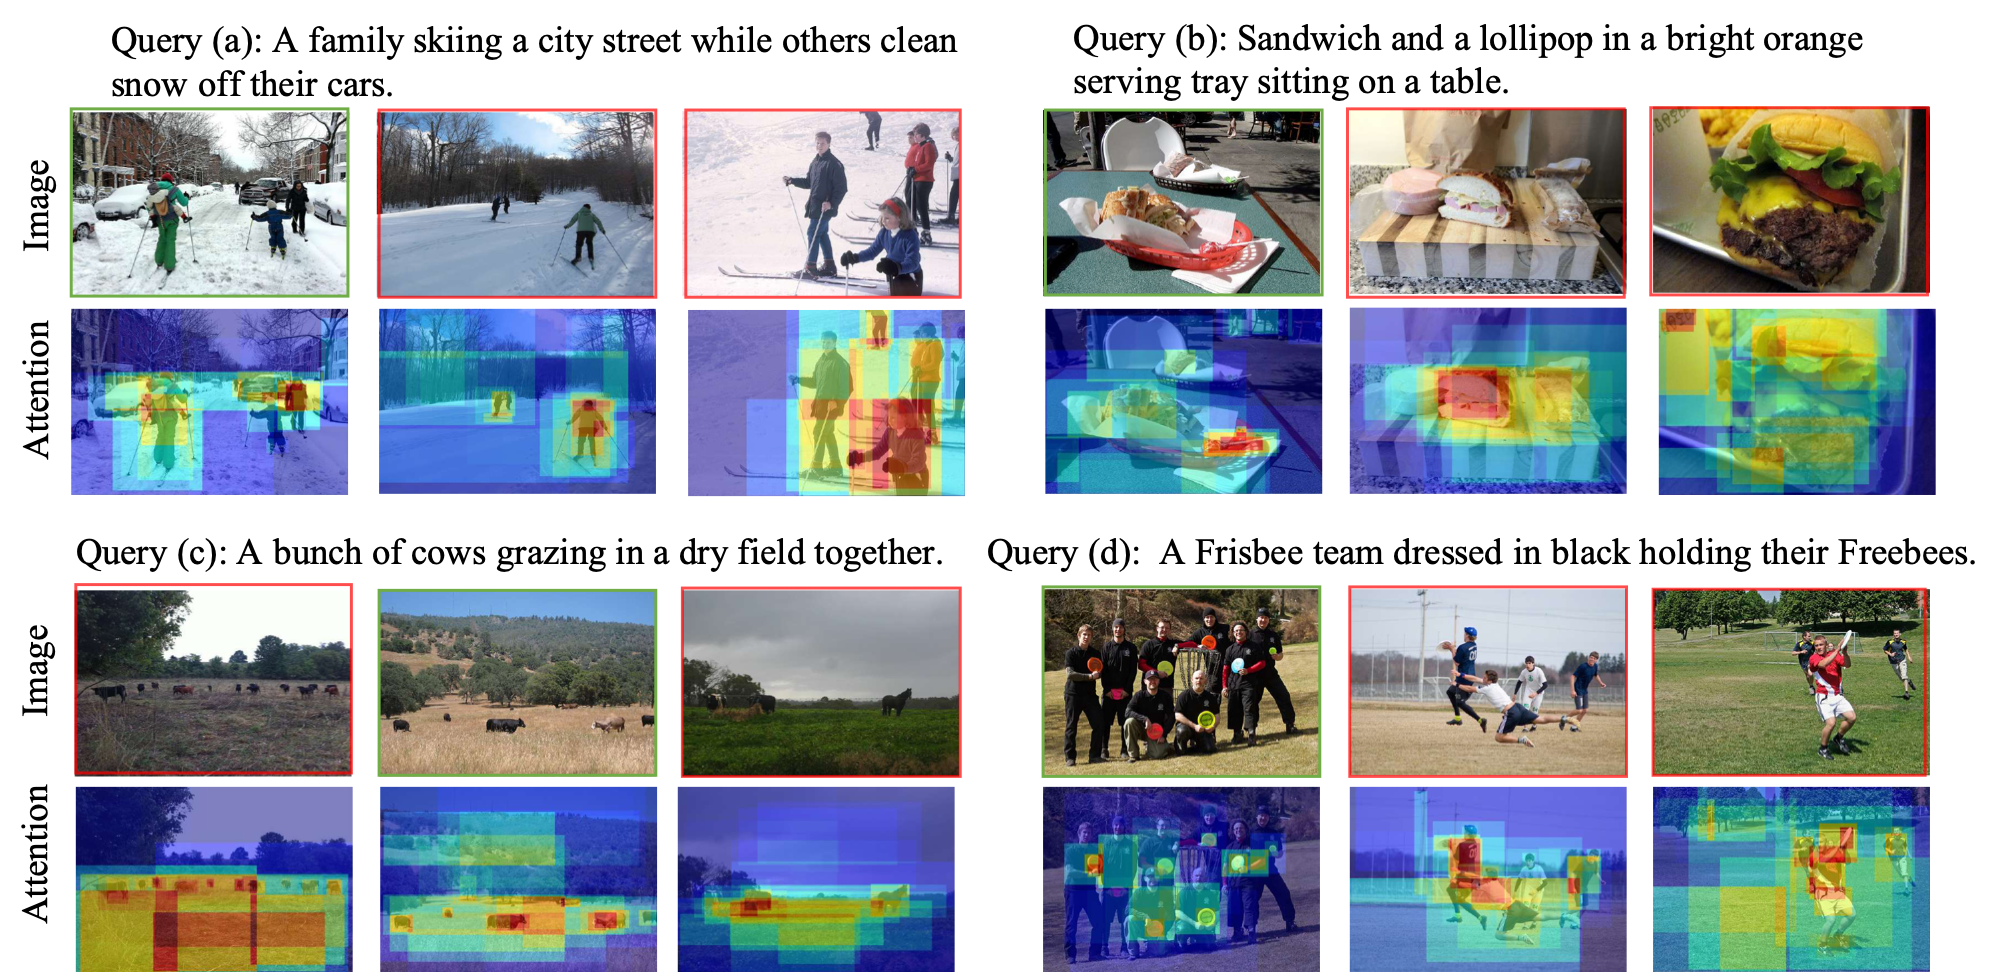 Query (a): A family skiing a city street while others clean
snow off their cars.
Query (b): Sandwich and a lollipop in a bright orange
serving tray sitting on a table.
Image
Attention
Query (c): A bunch of cows grazing in a dry field together.
Query (d): A Frisbee team dressed in black holding their Freebees.
Image
Attention